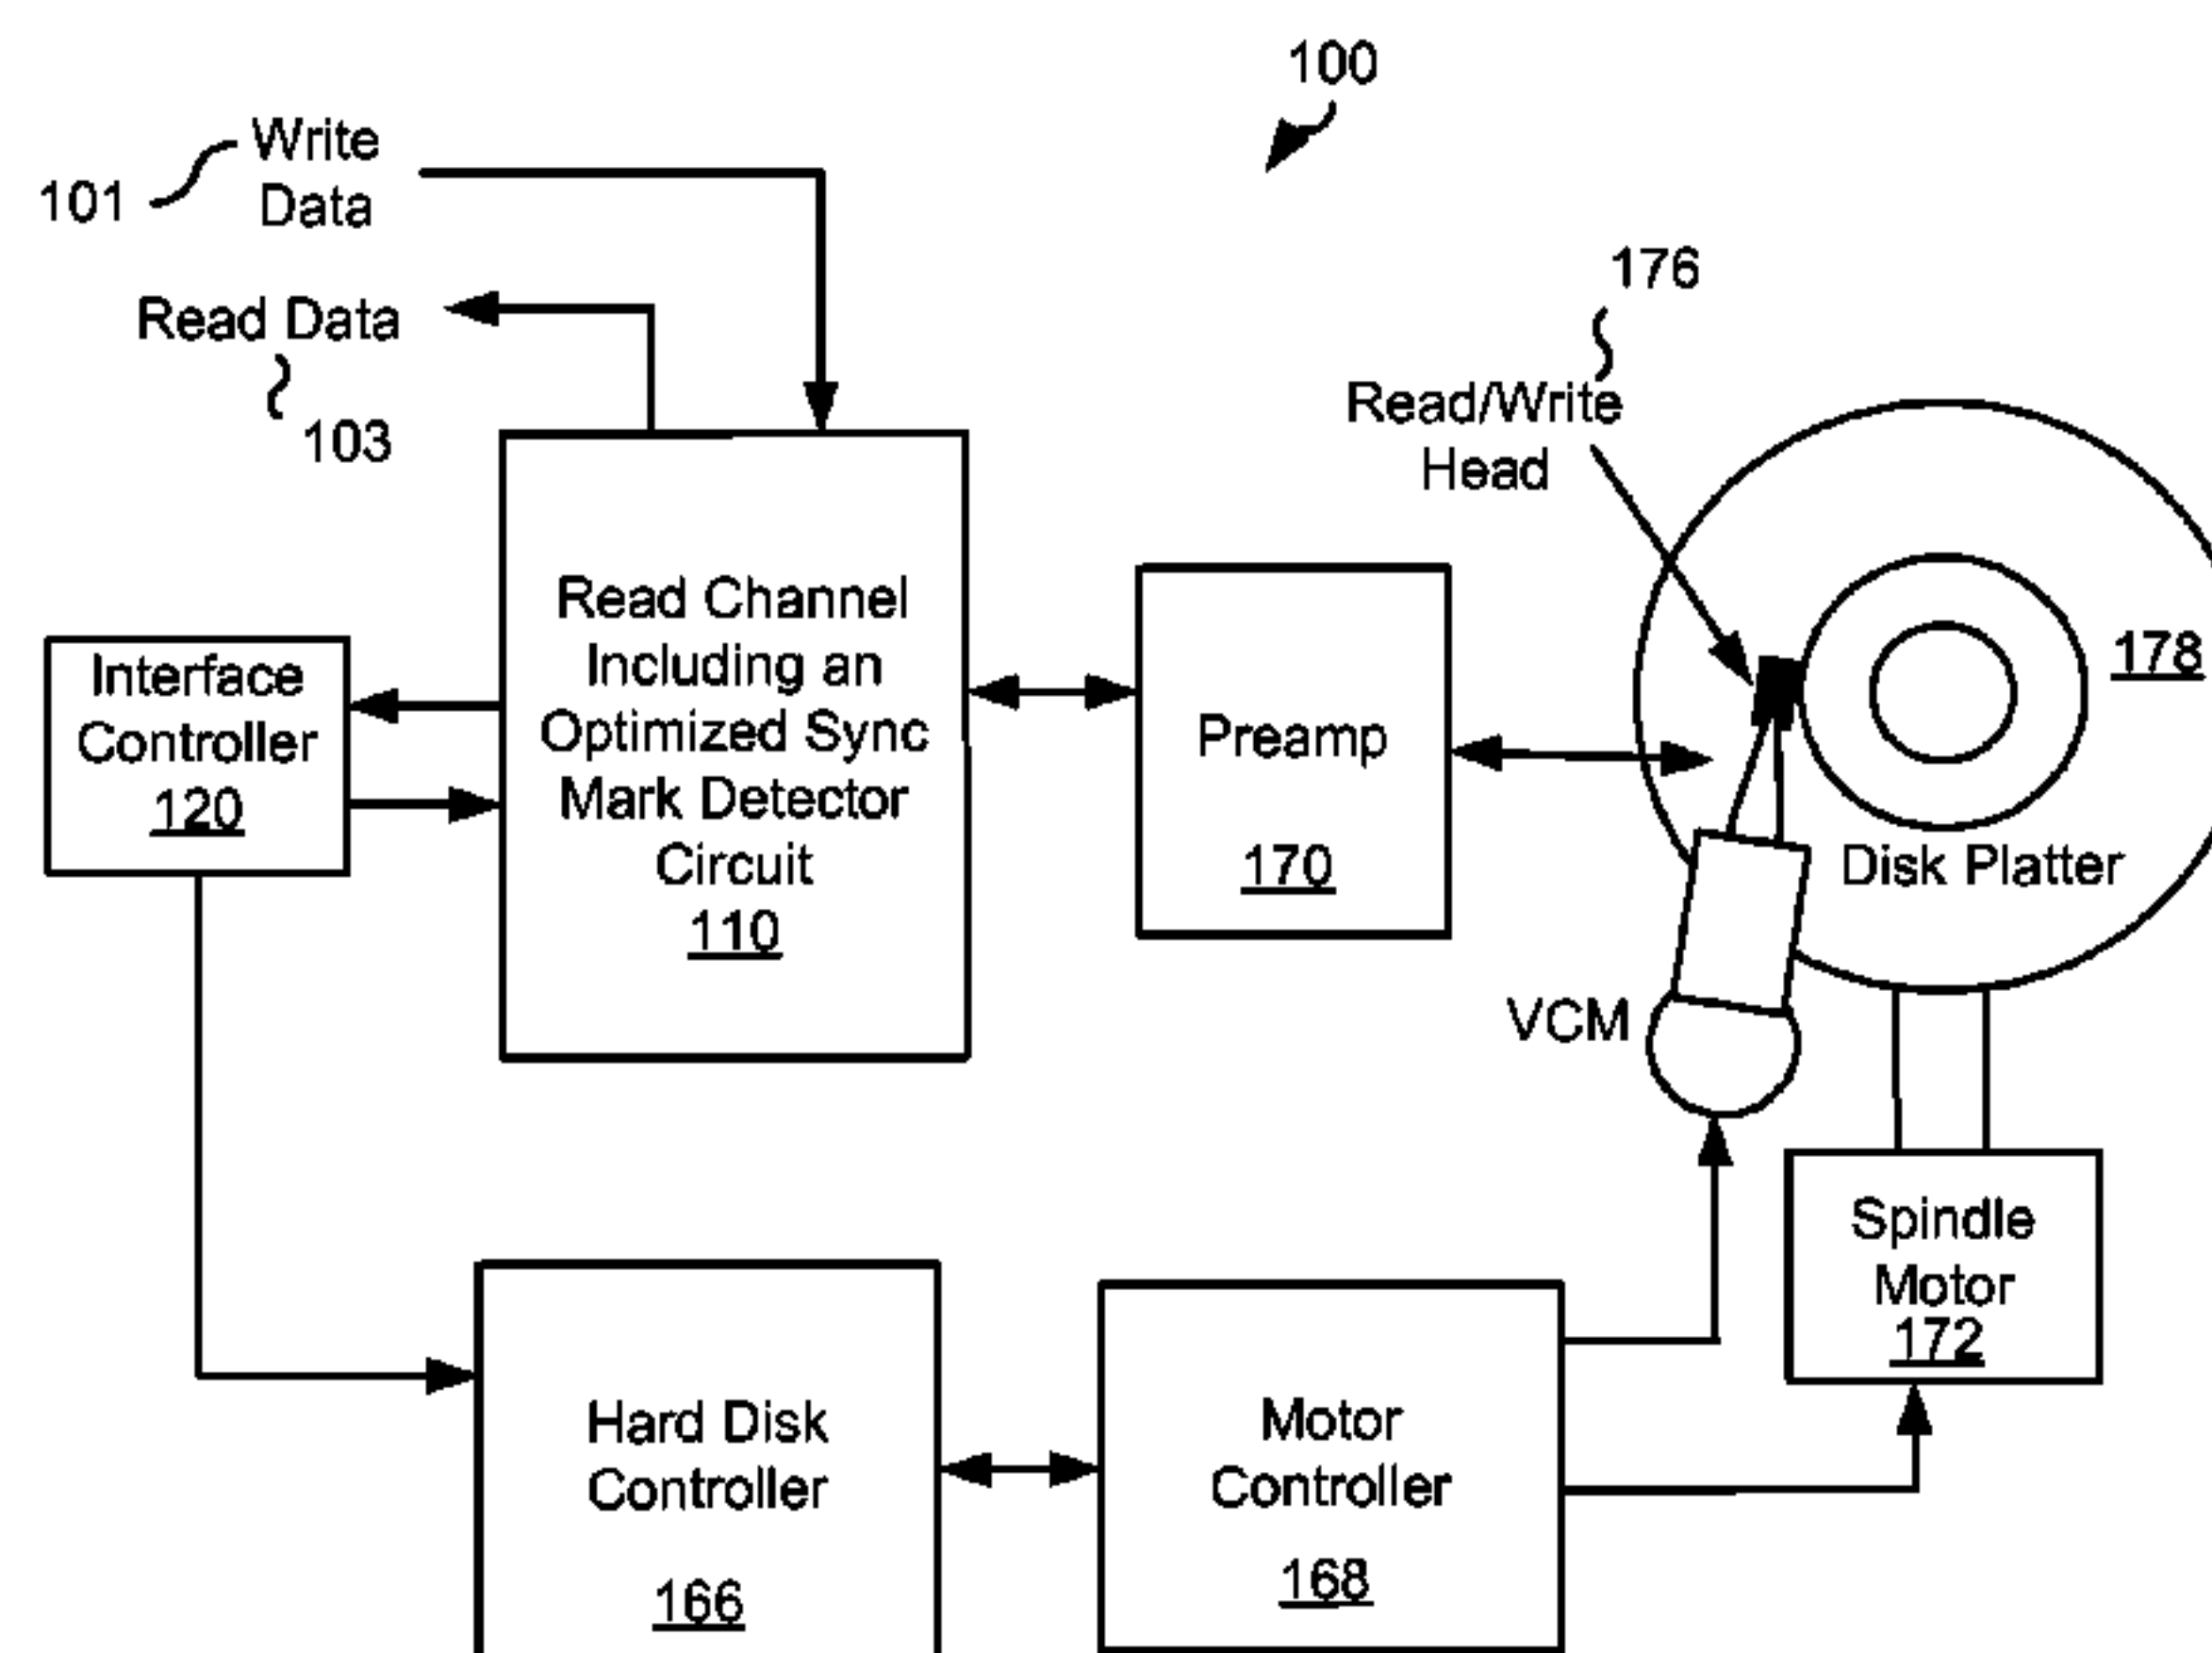 100
Write
Data
101
Read Data
103
176
Read/Write
Head
Read Channel
Including an
Optimized Sync
Mark Detector
Circuit
110
Interface
Controller
120
Preamp
170
178
Disk Platter
VCM
Spindle
Motor
172
Hard Disk
Controller
166
Motor
Controller
168